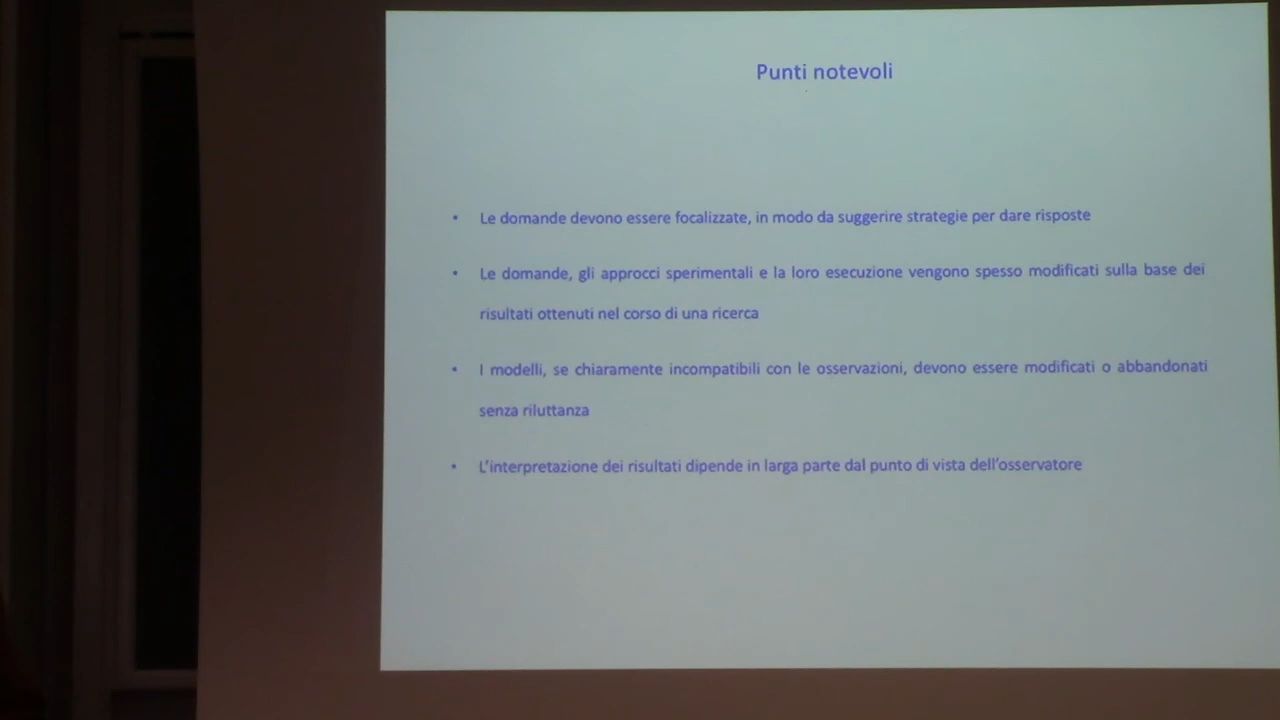 Punti notevoli
• Le domande devono essere focalizzate, in modo da suggerire strategie per dare risposte
• Le domande, gli approcci sperimentali e la loro esecuzione vengono spesso modificati sulla base dei
risultati ottenuti nel corso di una ricerca
• I modelli, se chiaramente incompatibili con le osservazioni, devono essere modificati o abbandonati
senza riluttanza
• L'interpretazione dei risultati dipende in larga parte dal punto di vista dell'osservatore